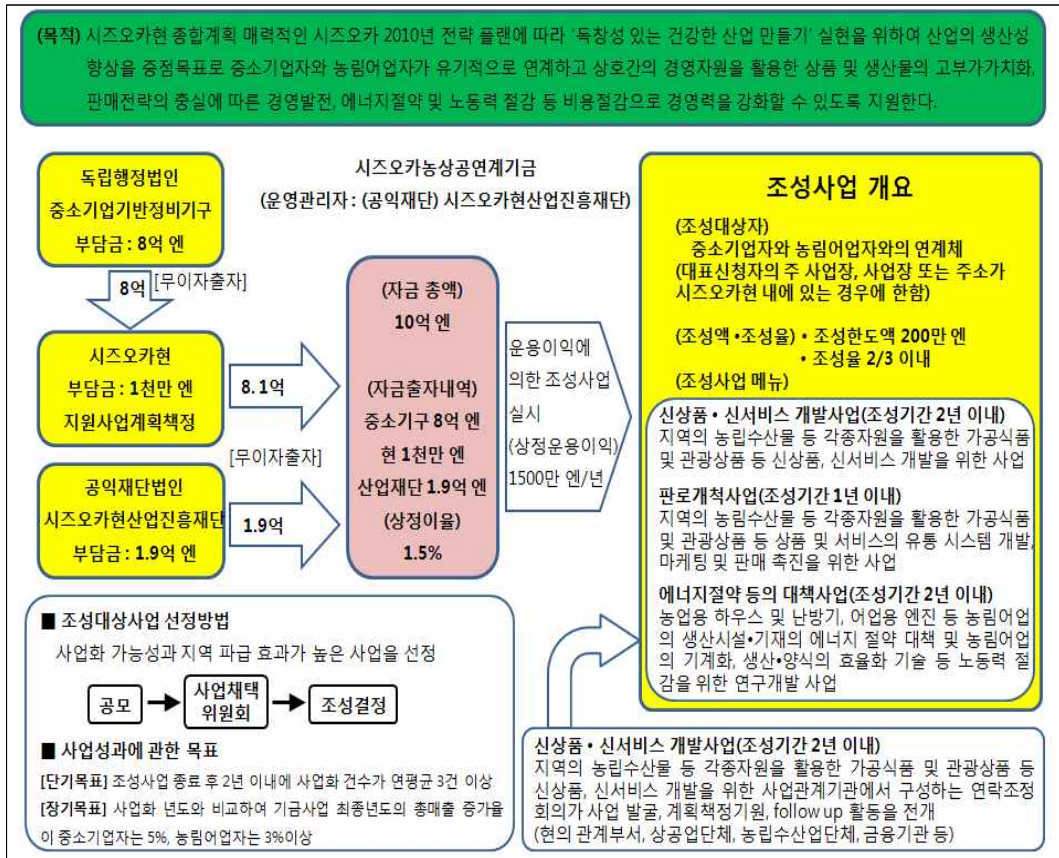 (목적) 시즈오카현 종합계획 매력적인 시즈오카 2010년 전략 플랜에 따라 '독창성 있는 건강한 산업 만들기' 실현을 위하여 산업의 생산성
향상을 중점목표로 중소기업자와 농림어업자가 유기적으로 연계하고 상호간의 경영자원을 활용한 상품 및 생산물의 고부가가치화,
판매전략의 충실에 따른 경영발전, 에너지절약 및 노동력 절감 등 비용절감으로 경영력을 강화할 수 있도록 지원한다.
독립행정법인
중소기업기반정비기구
부담금 : 8억 엔
8억
[무이자출자]
시즈오카현
부담금 : 1천만 엔
지원사업계획책정
8.1억
[무이자출자]
공익재단법인
시즈오카현산업진흥재단
부담금 : 1.9억 엔
1.9억
시즈오카농상공연계기금
(운영관리자 : (공익재단) 시즈오카현산업진흥재단)
(자금 총액)
10억 엔
(자금출자내역)
중소기구 8억 엔
현 1천만 엔
산업재단 1.9억 엔
(상정이율)
1.5%
운용이익에
의한 조성사업
실시
(상정운용이익)
1500만 엔/년
조성사업 개요
(조성대상자)
중소기업자와 농림어업자와의 연계체
(대표신청자의 주 사업장, 사업장 또는 주소가
시즈오카현 내에 있는 경우에 한함)
(조성액•조성율) • 조성한도액 200만 엔
• 조성율 2/3 이내
(조성사업 메뉴)
신상품 • 신서비스 개발사업(조성기간 2년 이내)
지역의 농립수산물 등 각종자원을 활용한 가공식품
및 관광상품 등 신상품, 신서비스 개발을 위한 사업
판로개척사업(조성기간 1년 이내)
지역의 농림수산물 등 각종자원을 활용한 가공식품
및 관광상품 등 상품 및 서비스의 유통 시스템 개발,
마케팅 및 판매 촉진을 위한 사업
에너지절약 등의 대책사업(조성기간 2년 이내)
농업용 하우스 및 난방기, 어업용 엔진 등 농림어업
의 생산시설•기재의 에너지 절약 대책 및 농림어업
의 기계화, 생산•양식의 효율화 기술 등 노동력 절
감을 위한 연구개발 사업
■ 조성대상사업 선정방법
사업화 가능성과 지역 파급 효과가 높은 사업을 선정
공모
사업채택
위원회
조성결정
■ 사업성과에 관한 목표
[단기목표] 조성사업 종료 후 2년 이내에 사업화 건수가 연평균 3건 이상
[장기목표] 사업화 년도와 비교하여 기금사업 최종년도의 총매출 증가율
이 중소기업자는 5%, 농림어업자는 3%이상
신상품 • 신서비스 개발사업(조성기간 2년 이내)
지역의 농립수산물 등 각종자원을 활용한 가공식품 및 관광상품 등
신상품, 신서비스 개발을 위한 사업관계기관에서 구성하는 연락조정
회의가 사업 발굴, 계획책정기원, follow up 활동을 전개
(현의 관계부서, 상공업단체, 농립수산업단체, 금융기관 등)